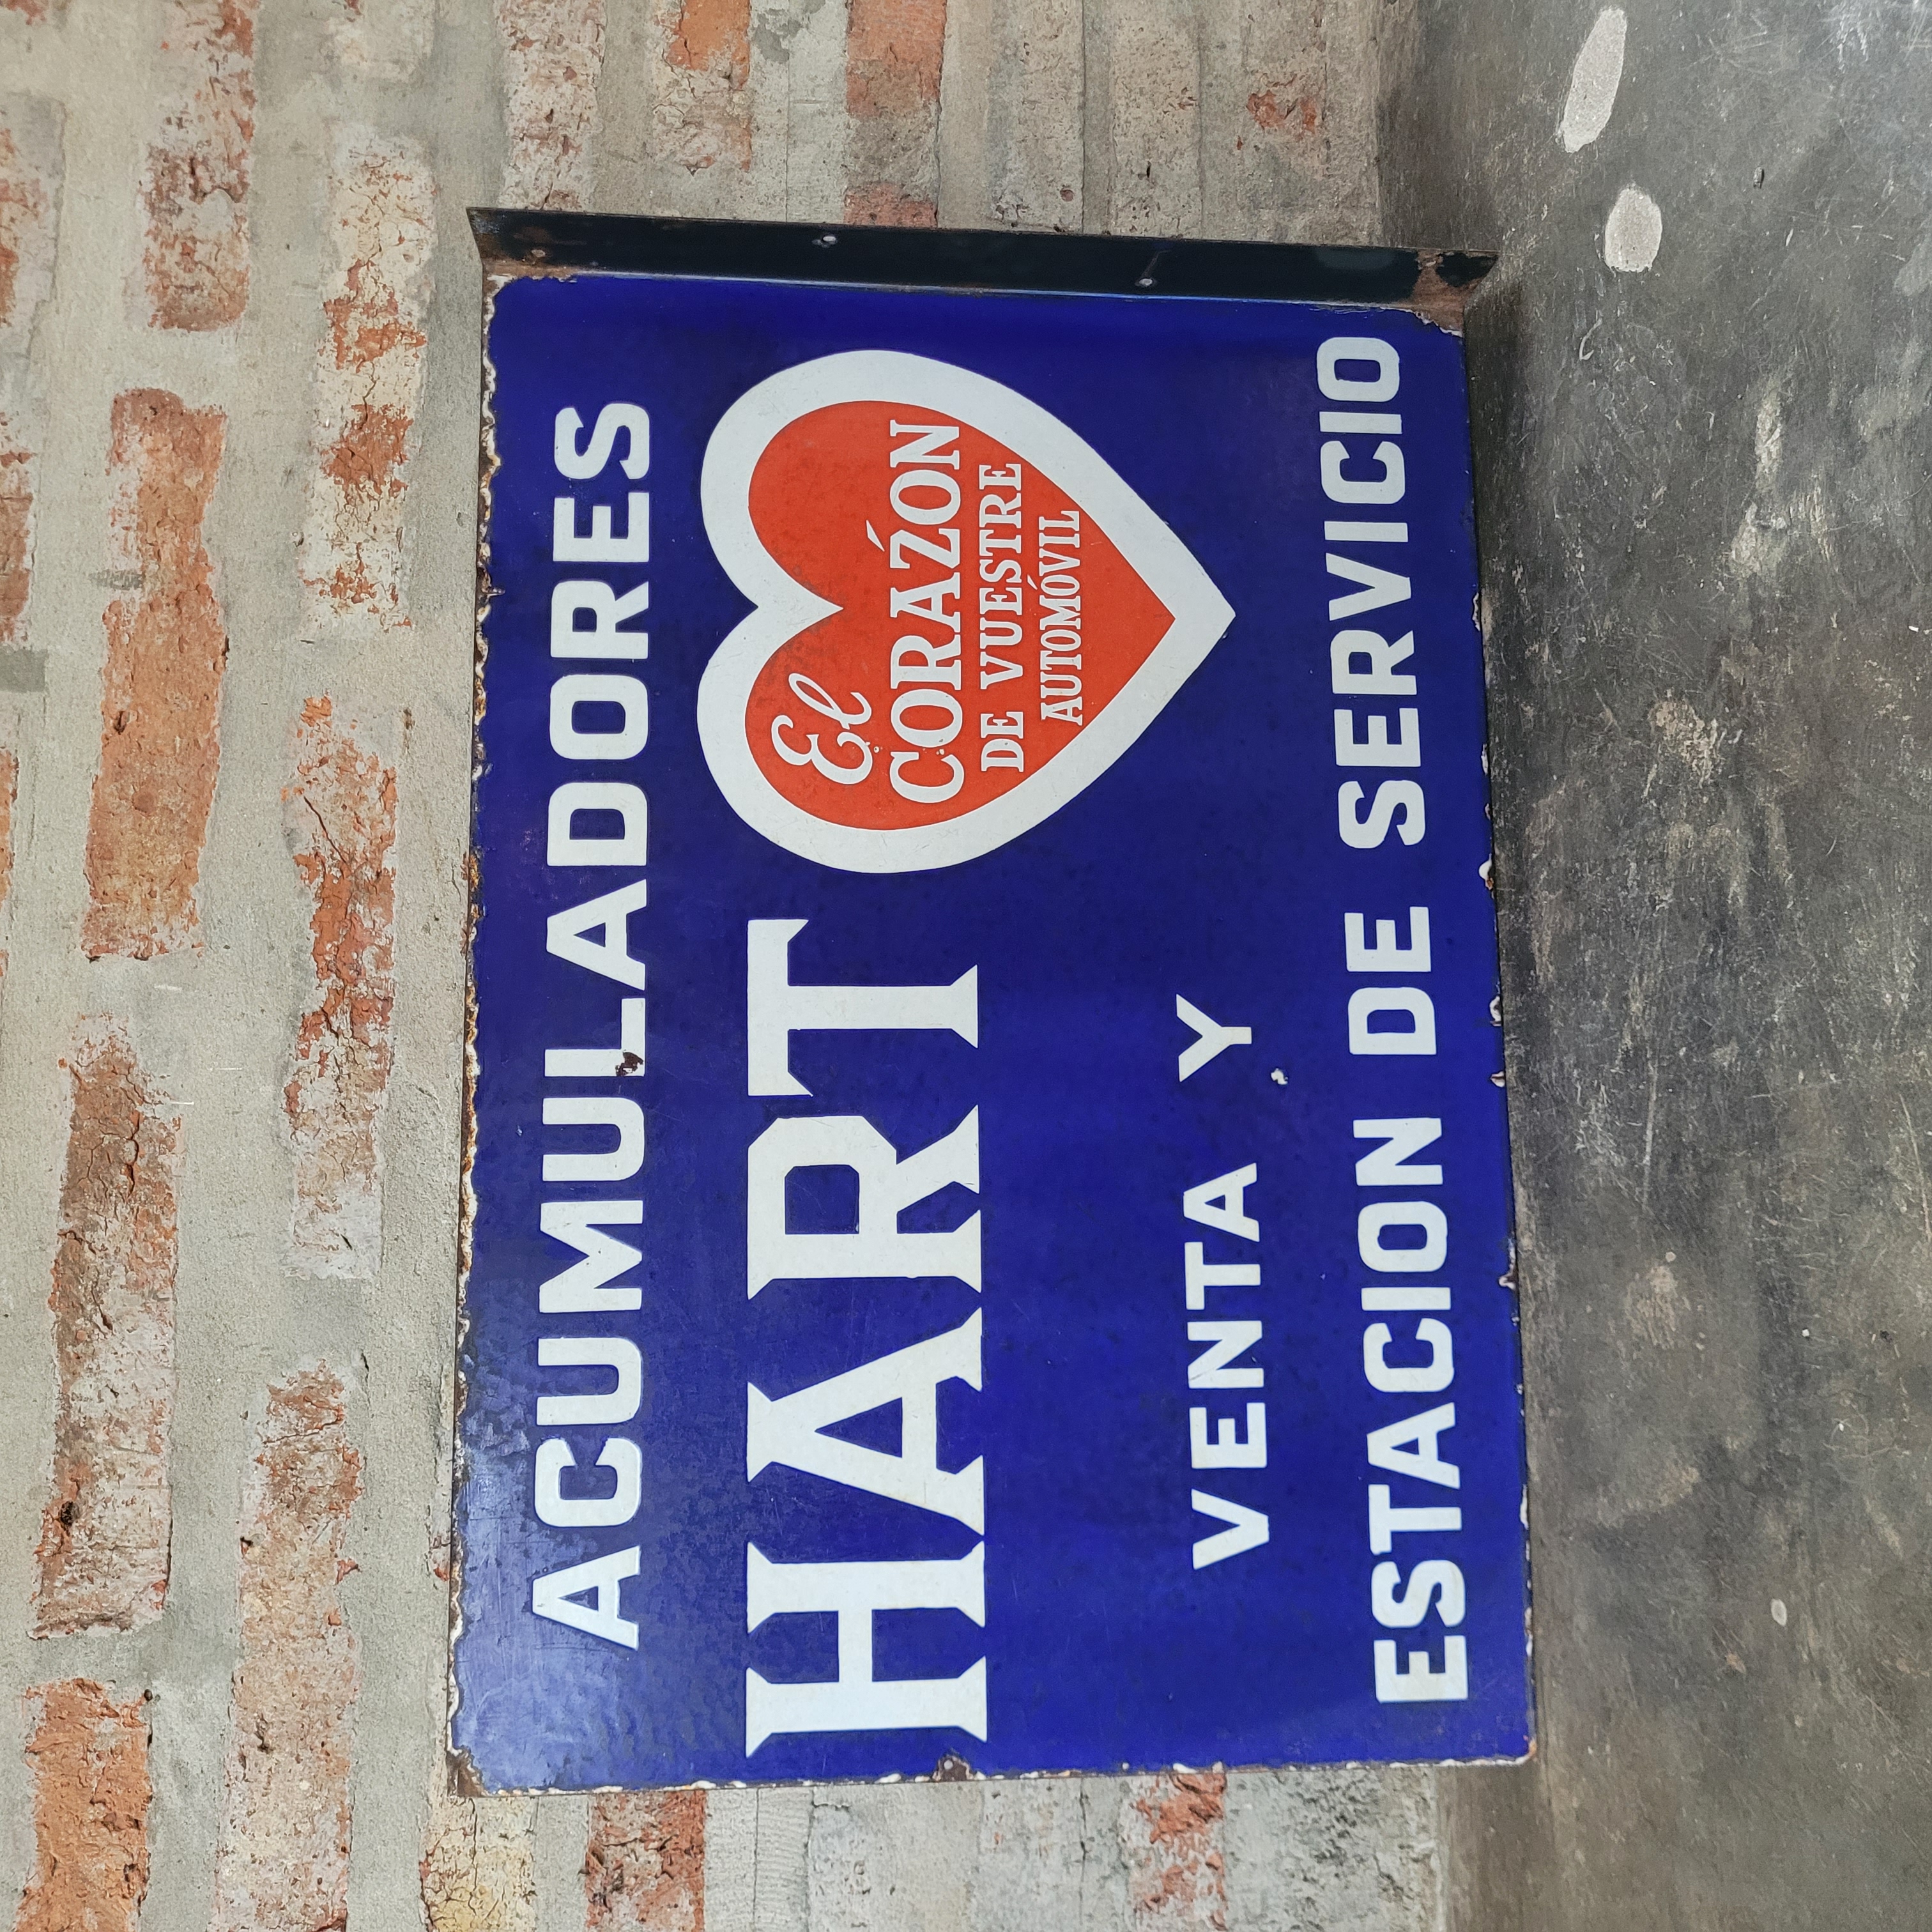 ACUMULADORES
HART
El
CORAZÓN
DE VUESTRE
AUTOMÓVIL
VENTA Y
ESTACION DE SERVICIO